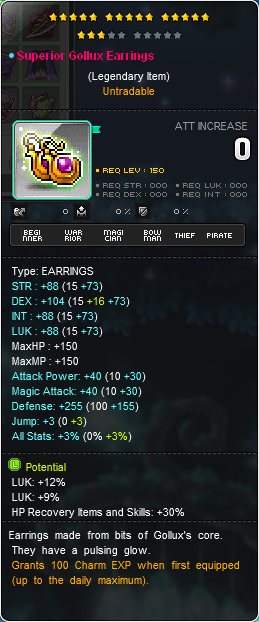 Superior Gollux Earrings
(Legendary Item)
Untradable
ATT INCREASE
0
REQ LEV : 150
REQ STR : 000 REQ LUK : 000
REQ DEX : 000 REQ INT : 000
0 0 % 0 %
BEGINNER WARRIOR MAGICIAN BOWMAN THIEF PIRATE
Type: EARRINGS
STR : +88 (15 +73)
DEX : +104 (15 +16 +73)
INT : +88 (15 +73)
LUK : +88 (15 +73)
MaxHP : +150
MaxMP : +150
Attack Power: +40 (10 +30)
Magic Attack: +40 (10 +30)
Defense: +255 (100 +155)
Jump: +3 (0 +3)
All Stats: +3% (0% +3%)
L Potential
LUK: +12%
LUK: +9%
HP Recovery Items and Skills: +30%
Earrings made from bits of Gollux's core.
They have a pulsing glow.
Grants 100 Charm EXP when first equipped
(up to the daily maximum).